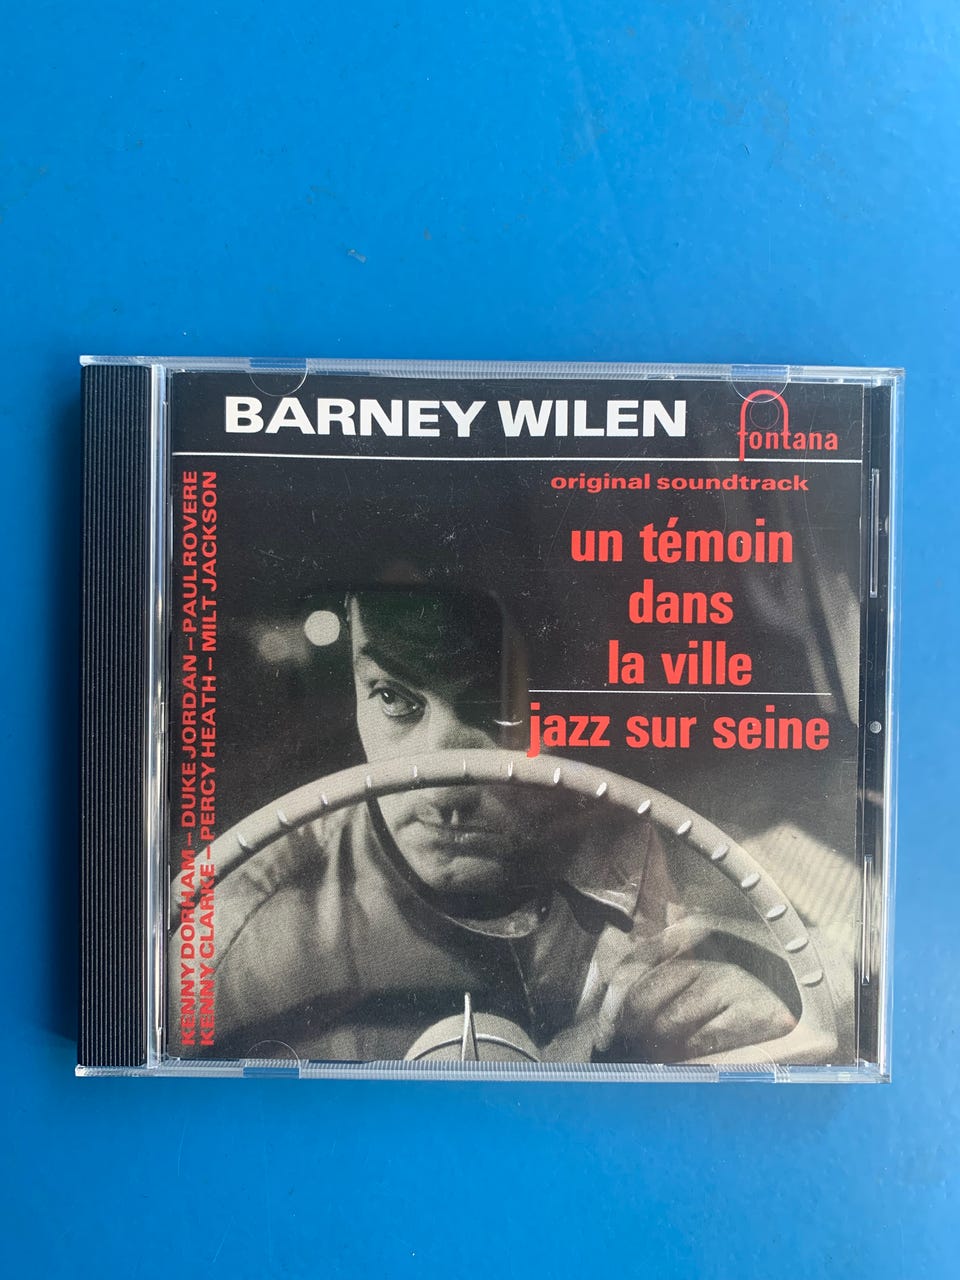 BARNEY WILEN
fontana
original soundtrack
un témoin
dans
la ville
jazz sur seine
KENNY DORHAM – DUKE JORDAN – PAUL ROVERE
KENNY CLARKE – PERCY HEATH – MILT JACKSON